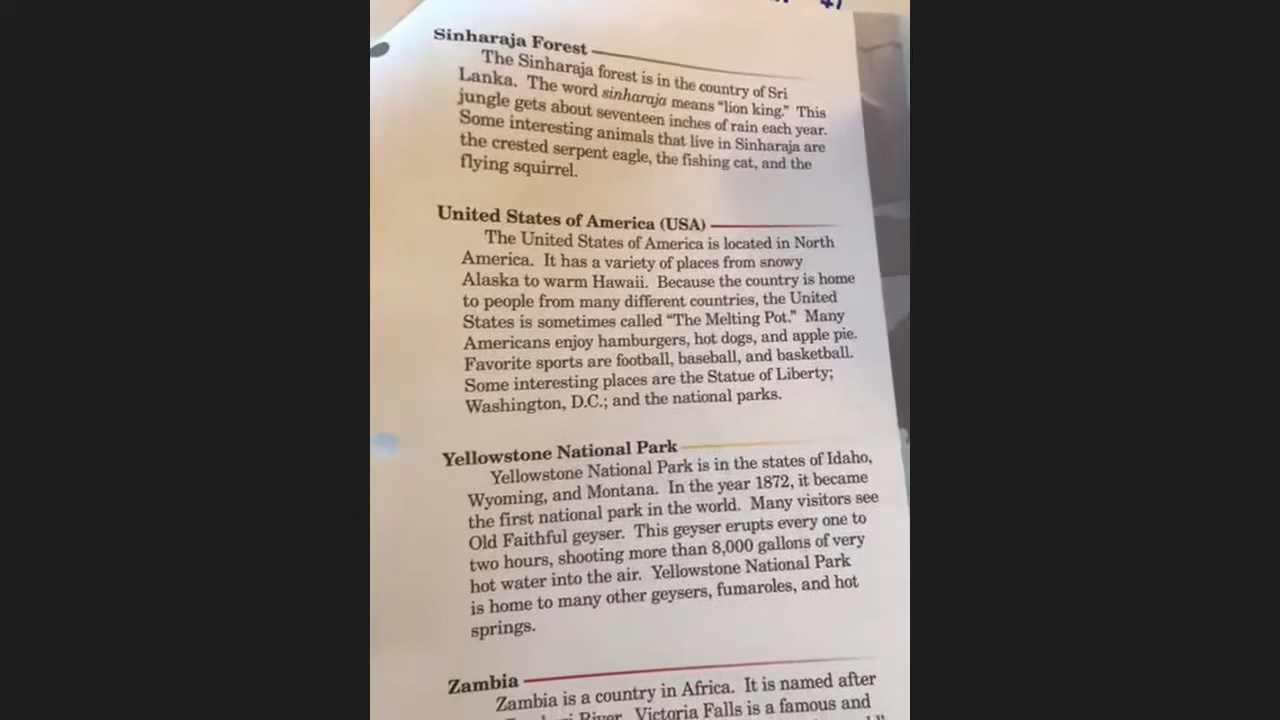 Sinharaja Forest
The Sinharaja forest is in the country of Sri
Lanka. The word sinharaja means "lion king." This
jungle gets about seventeen inches of rain each year.
Some interesting animals that live in Sinharaja are
the crested serpent eagle, the fishing cat, and the
flying squirrel.
United States of America (USA)
The United States of America is located in North
America. It has a variety of places from snowy
Alaska to warm Hawaii. Because the country is home
to people from many different countries, the United
States is sometimes called "The Melting Pot." Many
Americans enjoy hamburgers, hot dogs, and apple pie.
Favorite sports are football, baseball, and basketball.
Some interesting places are the Statue of Liberty;
Washington, D.C.; and the national parks.
Yellowstone National Park
Yellowstone National Park is in the states of Idaho,
Wyoming, and Montana. In the year 1872, it became
the first national park in the world. Many visitors see
Old Faithful geyser. This geyser erupts every one to
two hours, shooting more than 8,000 gallons of very
hot water into the air. Yellowstone National Park
is home to many other geysers, fumaroles, and hot
springs.
Zambia
Zambia is a country in Africa. It is named after
River. Victoria Falls is a famous and